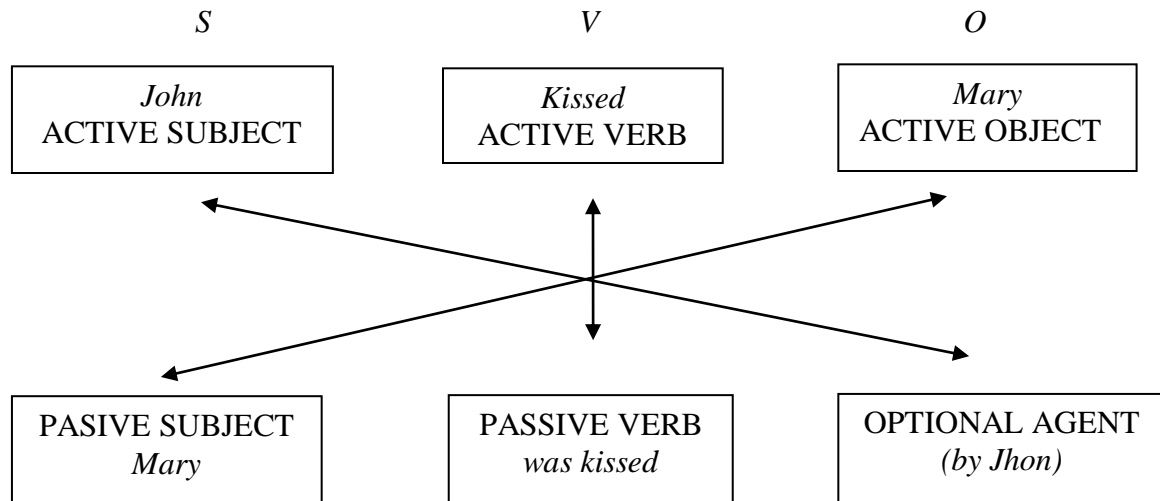 S V O
John
ACTIVE SUBJECT
Kissed
ACTIVE VERB
Mary
ACTIVE OBJECT
PASIVE SUBJECT
Mary
PASSIVE VERB
was kissed
OPTIONAL AGENT
(by Jhon)